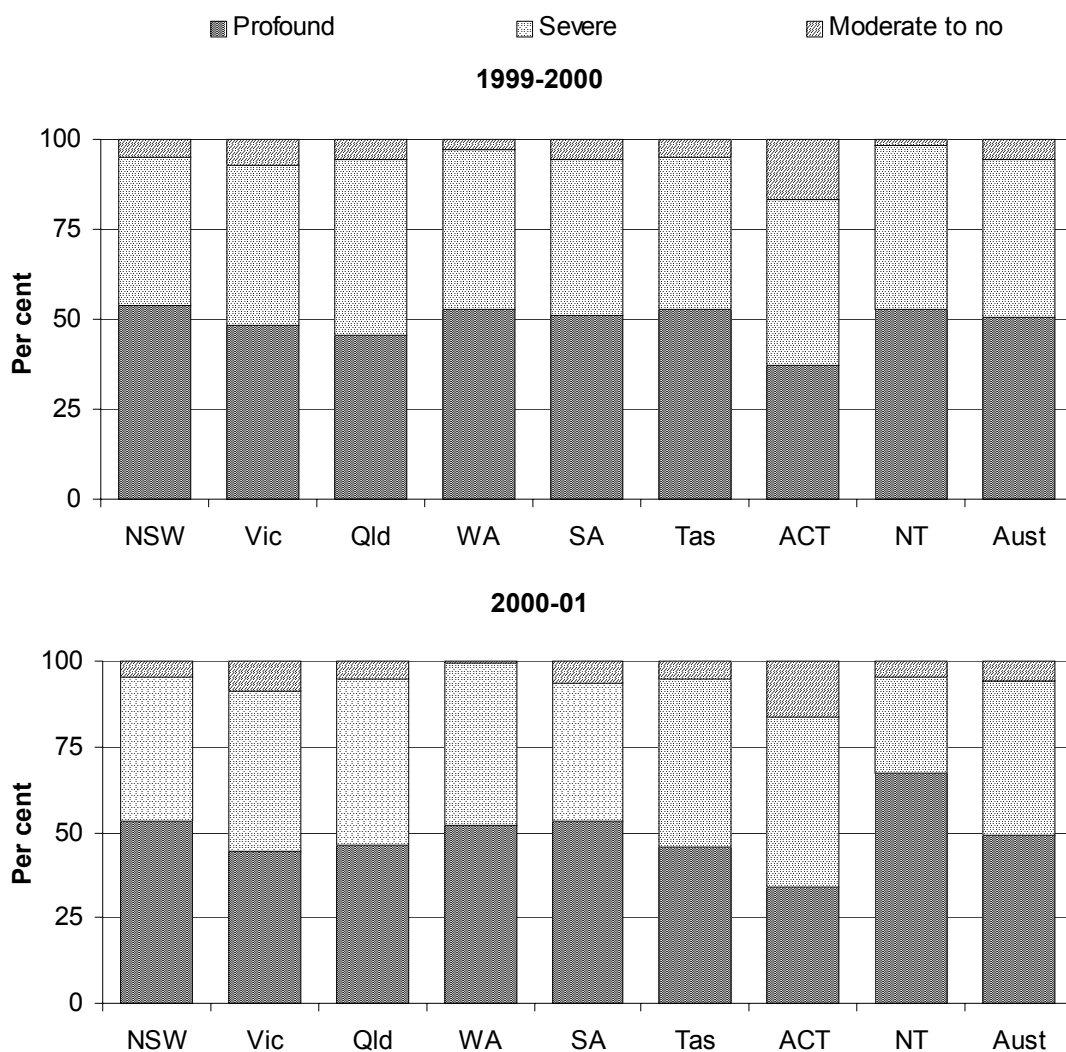 Profound Severe Moderate to no
1999-2000
Per cent
100
75
50
25
0
NSW Vic Qld WA SA Tas ACT NT Aust
2000-01
Per cent
100
75
50
25
0
NSW Vic Qld WA SA Tas ACT NT Aust